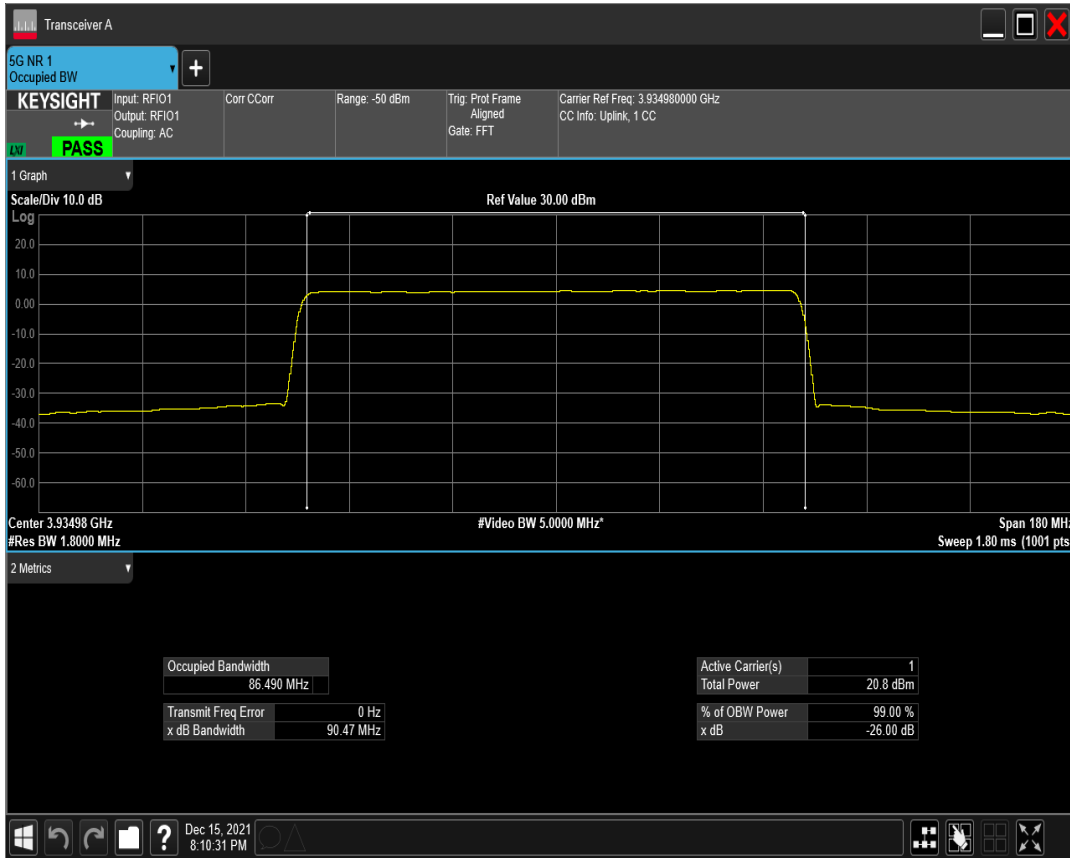 Transceiver A
5G NR 1
Occupied BW
KEYSIGHT
LXI
PASS
Input: RFIO1
Output: RFIO1
Coupling: AC
Corr CCorr
Range: -50 dBm
Trig: Prot Frame
Aligned
Gate: FFT
Carrier Ref Freq: 3.934980000 GHz
CC Info: Uplink, 1 CC
1 Graph
Scale/Div 10.0 dB
Ref Value 30.00 dBm
Log
20.0
10.0
0.00
-10.0
-20.0
-30.0
-40.0
-50.0
-60.0
Center 3.93498 GHz
#Video BW 5.0000 MHz*
Span 180 MHz
#Res BW 1.8000 MHz
Sweep 1.80 ms (1001 pts
2 Metrics
Occupied Bandwidth
86.490 MHz
Transmit Freq Error 0 Hz
x dB Bandwidth 90.47 MHz
Active Carrier(s) 1
Total Power 20.8 dBm
% of OBW Power 99.00 %
x dB -26.00 dB
?
Dec 15, 2021
8:10:31 PM